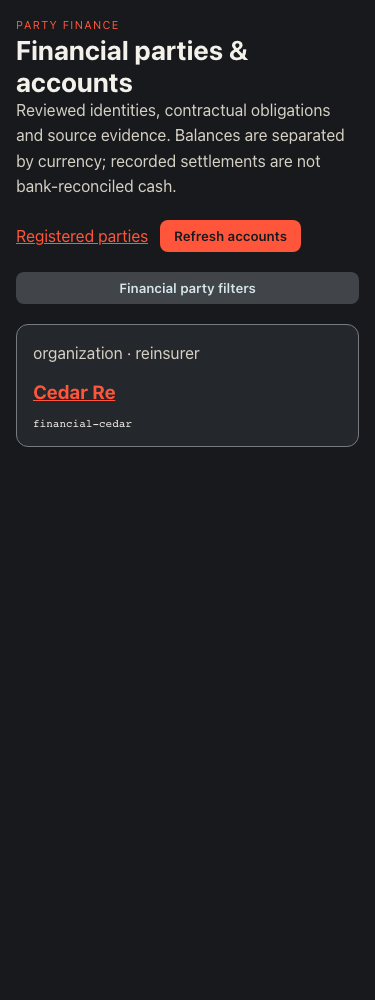 PARTY FINANCE
Financial parties &
accounts
Reviewed identities, contractual obligations
and source evidence. Balances are separated
by currency; recorded settlements are not
bank-reconciled cash.
Registered parties
Refresh accounts
Financial party filters
organization · reinsurer
Cedar Re
financial-cedar